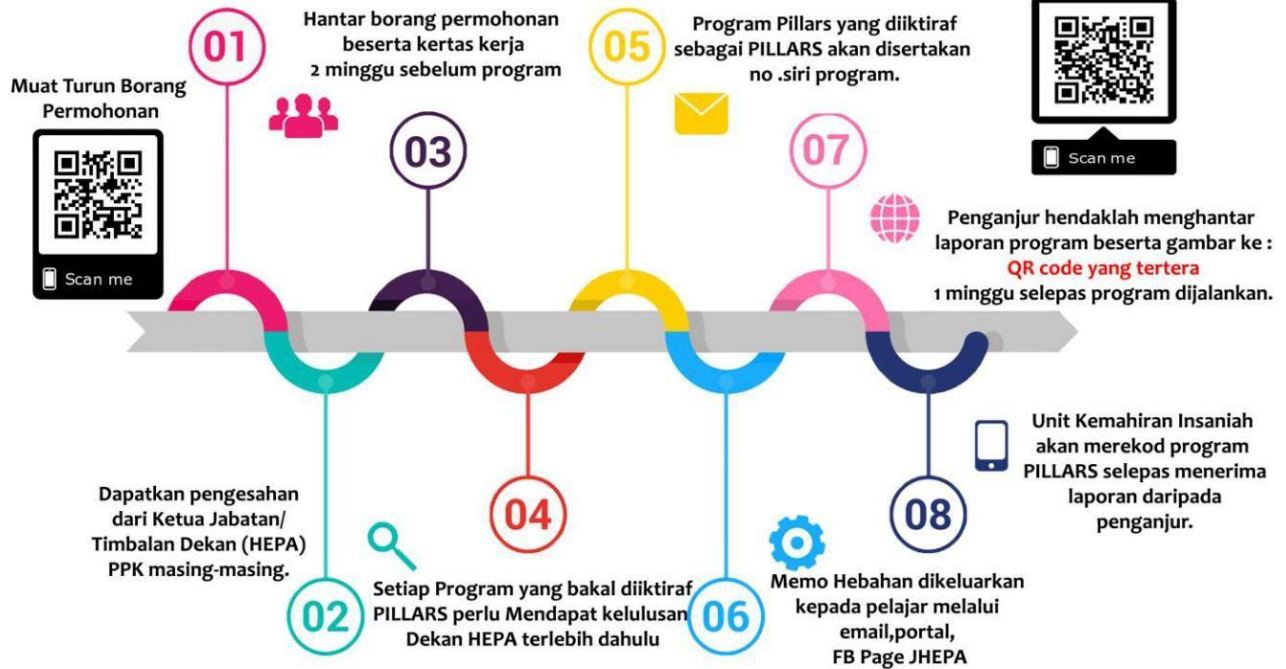 01
Muat Turun Borang
Permohonan
Scan me
02
Dapatkan pengesahan
dari Ketua Jabatan/
Timbalan Dekan (HEPA)
PPK masing-masing.
03
Hantar borang permohonan
beserta kertas kerja
2 minggu sebelum program
04
Setiap Program yang bakal diiktiraf
PILLARS perlu Mendapat kelulusan
Dekan HEPA terlebih dahulu
05
Program Pillars yang diiktiraf
sebagai PILLARS akan disertakan
no .siri program.
06
Memo Hebahan dikeluarkan
kepada pelajar melalui
email,portal,
FB Page JHEPA
07
Scan me
Penganjur hendaklah menghantar
laporan program beserta gambar ke :
QR code yang tertera
1 minggu selepas program dijalankan.
08
Unit Kemahiran Insaniah
akan merekod program
PILLARS selepas menerima
laporan daripada
penganjur.